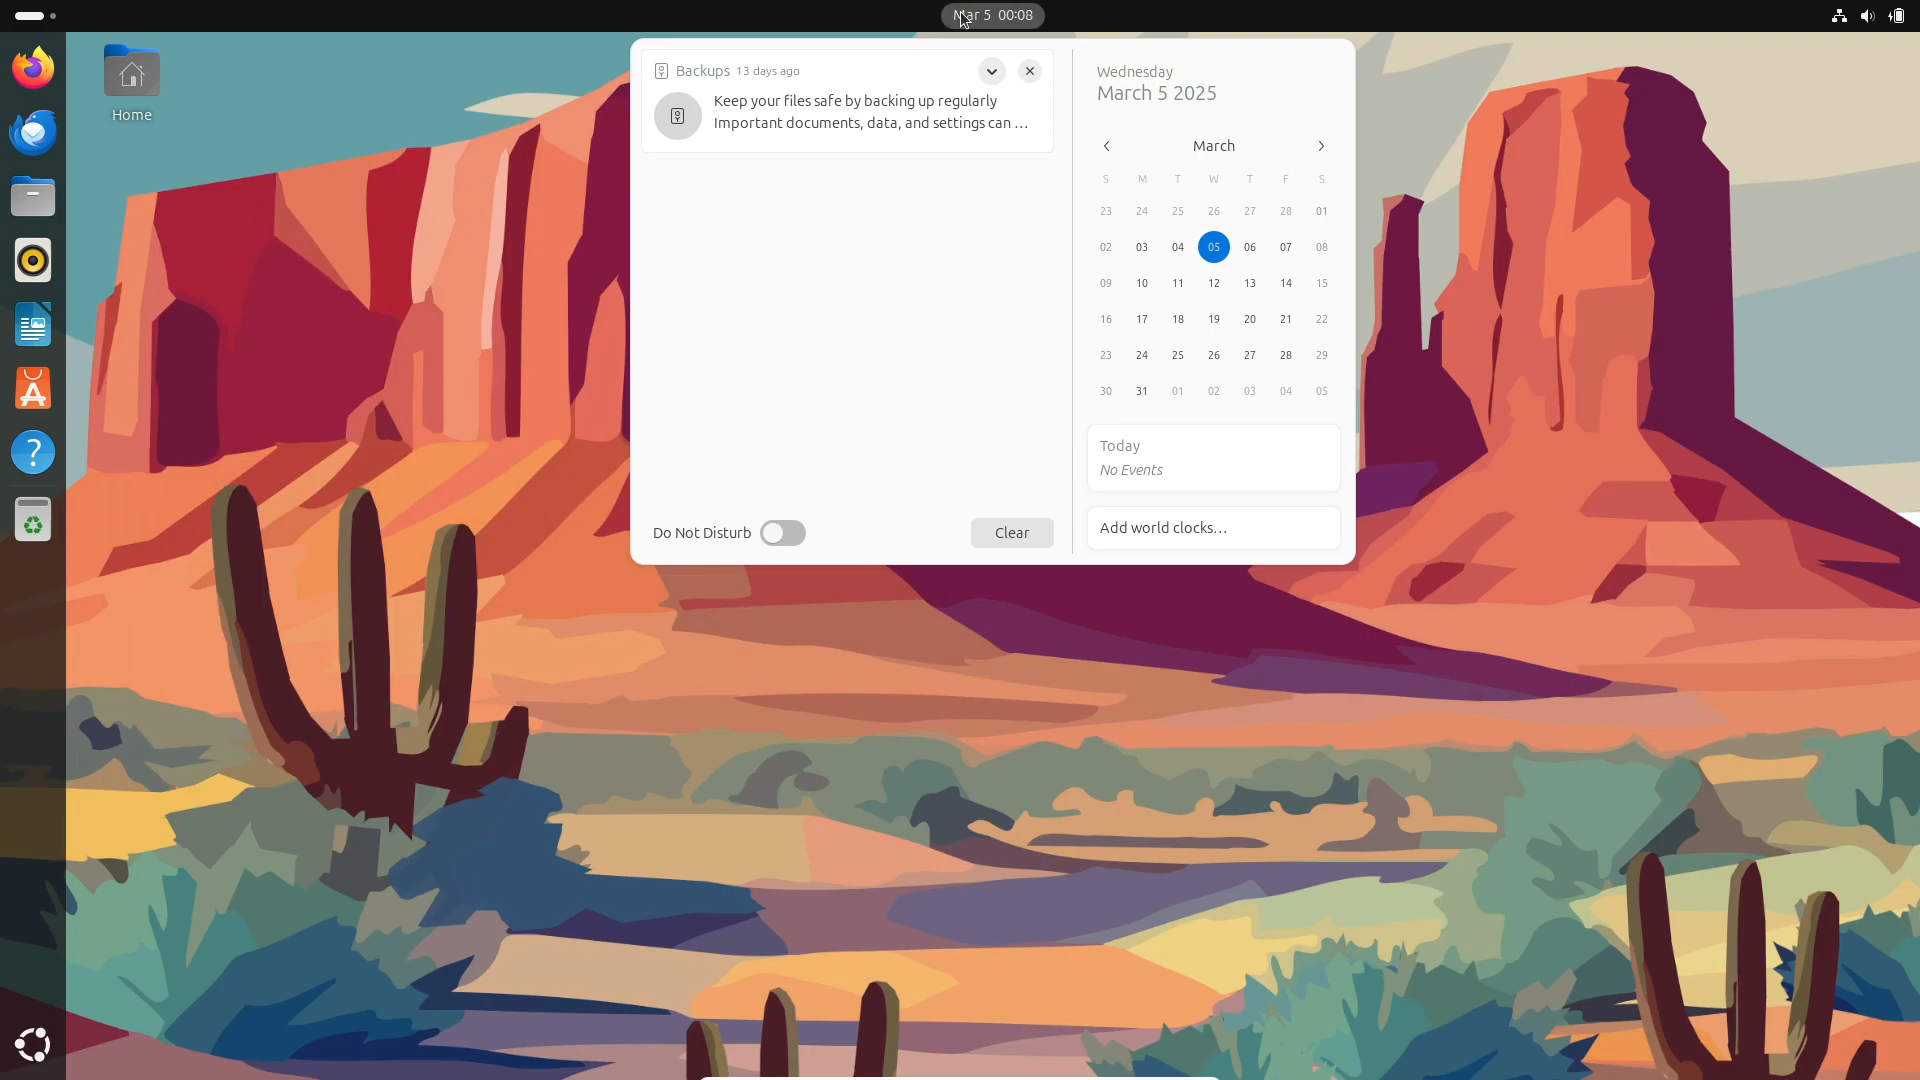 Mar 5 00:08
Home
Backups 13 days ago
Keep your files safe by backing up regularly
Important documents, data, and settings can …
Do Not Disturb
Clear
Wednesday
March 5 2025
March
S M T W T F S
23 24 25 26 27 28 01
02 03 04 05 06 07 08
09 10 11 12 13 14 15
16 17 18 19 20 21 22
23 24 25 26 27 28 29
30 31 01 02 03 04 05
Today
No Events
Add world clocks…